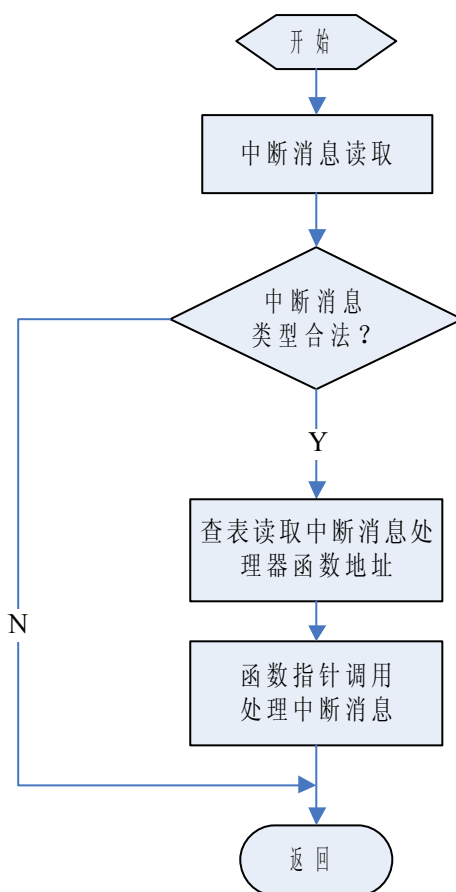 开始
中断消息读取
中断消息
类型合法？
Y
查表读取中断消息处
理器函数地址
N
函数指针调用
处理中断消息
返回